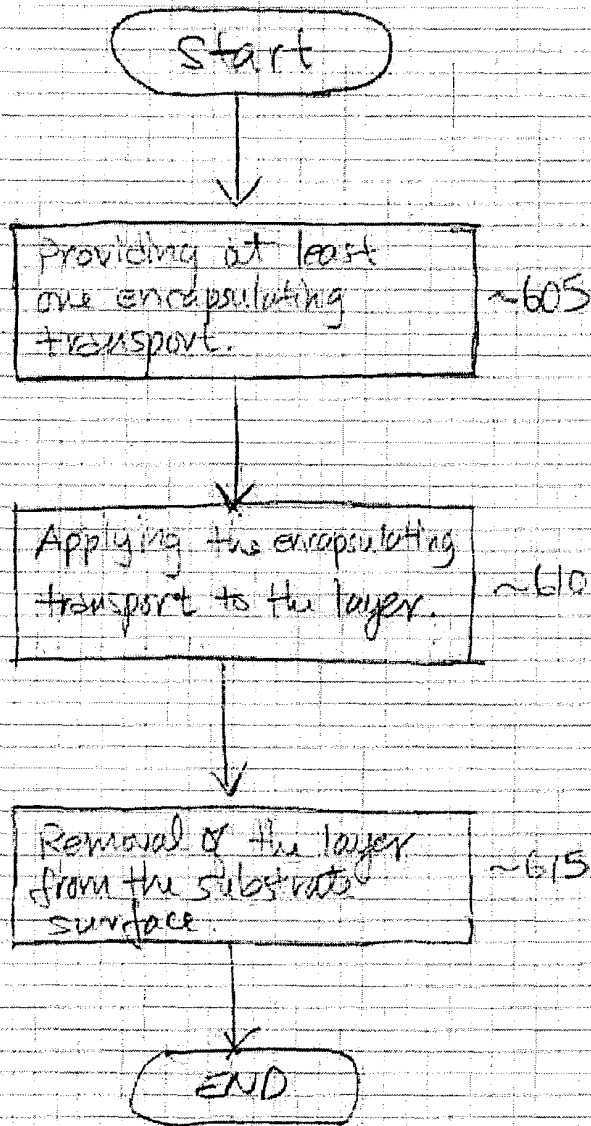 Start
Providing at least
one encapsulating
transport.
~605
Applying the encapsulating
transport to the layer.
~610
Removal of the layer
from the substrate
surface.
~615
END